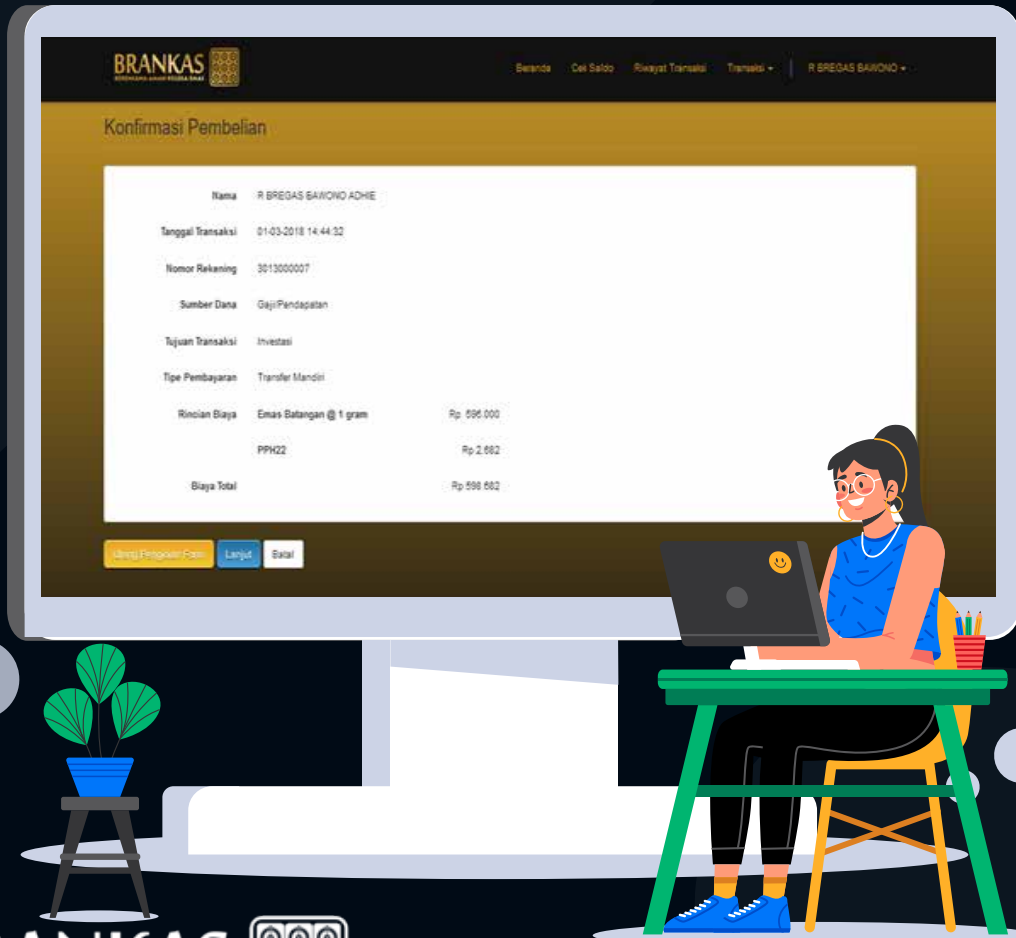 BRANKAS
Beranda Cek Saldo Riwayat Transaksi Transaksi R BREGAS BAWONO
Konfirmasi Pembelian
Nama R BREGAS BAWONO ADHIE
Tanggal Transaksi 01-03-2018 14:44:32
Nomor Rekening 3013000007
Sumber Dana Gaji/Pendapatan
Tujuan Transaksi Investasi
Tipe Pembayaran Transfer Mandiri
Rincian Biaya Emas Batangan @ 1 gram Rp. 596.000
PPH22 Rp 2.682
Biaya Total Rp 598.682
Ulangi Pengisian Form Lanjut Batal